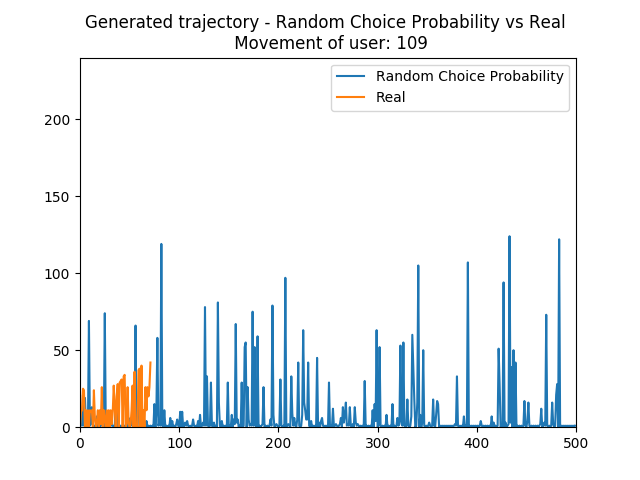 Generated trajectory - Random Choice Probability vs Real
Movement of user: 109
Random Choice Probability
Real
200
150
100
50
0
0 100 200 300 400 500